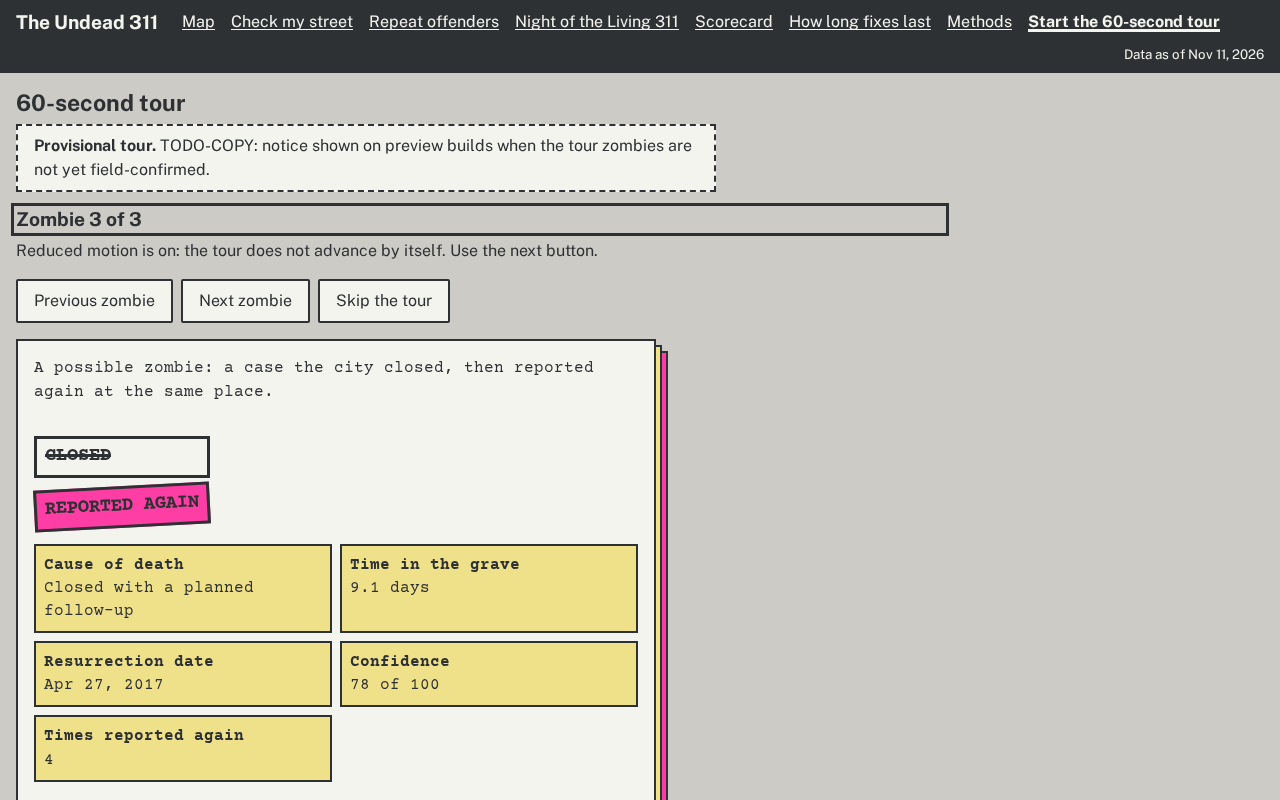 The Undead 311 Map Check my street Repeat offenders Night of the Living 311 Scorecard How long fixes last Methods Start the 60-second tour
Data as of Nov 11, 2026
60-second tour
Provisional tour. TODO-COPY: notice shown on preview builds when the tour zombies are
not yet field-confirmed.
Zombie 3 of 3
Reduced motion is on: the tour does not advance by itself. Use the next button.
Previous zombie Next zombie Skip the tour
A possible zombie: a case the city closed, then reported
again at the same place.
CLOSED
REPORTED AGAIN
Cause of death
Closed with a planned
follow-up
Time in the grave
9.1 days
Resurrection date
Apr 27, 2017
Confidence
78 of 100
Times reported again
4